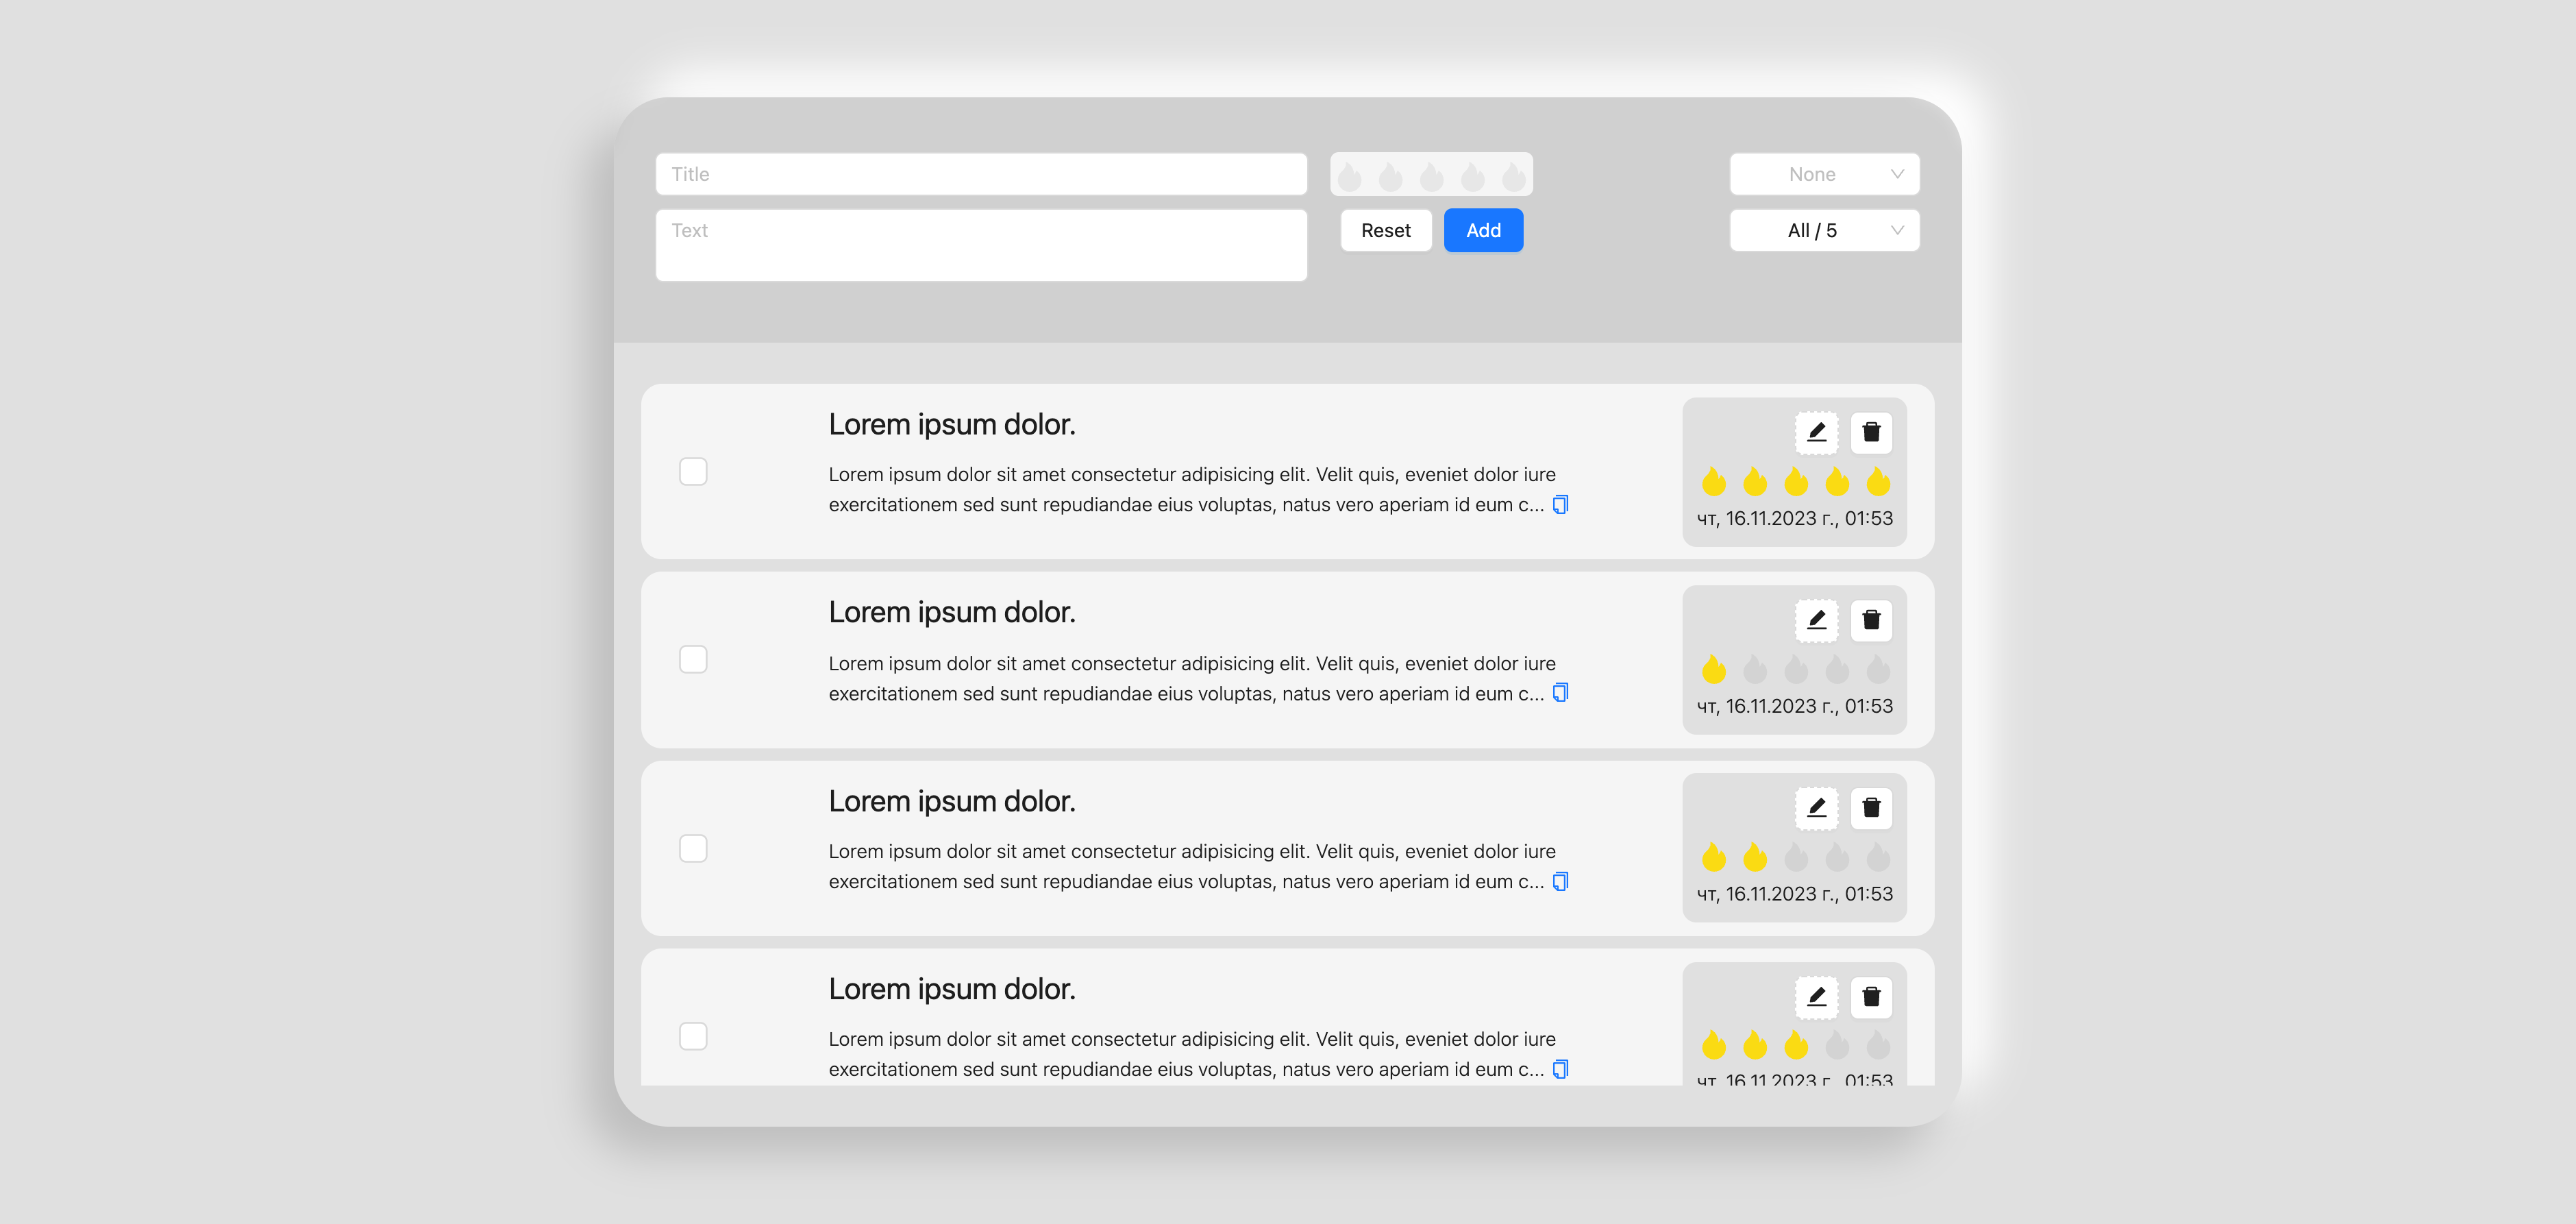 Title
None
Text
Reset
Add
All / 5
Lorem ipsum dolor.
Lorem ipsum dolor sit amet consectetur adipisicing elit. Velit quis, eveniet dolor iure
exercitationem sed sunt repudiandae eius voluptas, natus vero aperiam id eum c...
чт, 16.11.2023 г., 01:53
Lorem ipsum dolor.
Lorem ipsum dolor sit amet consectetur adipisicing elit. Velit quis, eveniet dolor iure
exercitationem sed sunt repudiandae eius voluptas, natus vero aperiam id eum c...
чт, 16.11.2023 г., 01:53
Lorem ipsum dolor.
Lorem ipsum dolor sit amet consectetur adipisicing elit. Velit quis, eveniet dolor iure
exercitationem sed sunt repudiandae eius voluptas, natus vero aperiam id eum c...
чт, 16.11.2023 г., 01:53
Lorem ipsum dolor.
Lorem ipsum dolor sit amet consectetur adipisicing elit. Velit quis, eveniet dolor iure
exercitationem sed sunt repudiandae eius voluptas, natus vero aperiam id eum c...
чт, 16.11.2023 г., 01:53